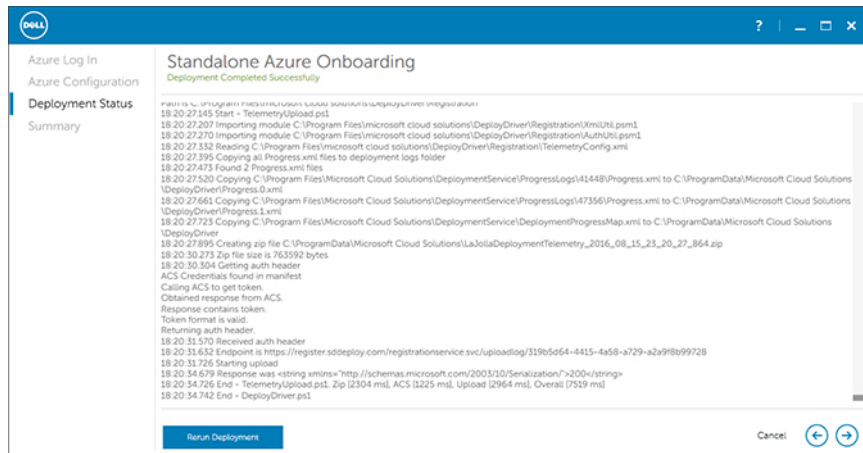 DELL
?
Azure Log In
Azure Configuration
Deployment Status
Summary
Standalone Azure Onboarding
Deployment Completed Successfully
Path is C:\Program Files\microsoft cloud solutions\DeployDriver\Registration
18:20:27.145 Start - TelemetryUpload.ps1
18:20:27.207 Importing module C:\Program Files\microsoft cloud solutions\DeployDriver\Registration\XmlUtil.psm1
18:20:27.270 Importing module C:\Program Files\microsoft cloud solutions\DeployDriver\Registration\AuthUtil.psm1
18:20:27.332 Reading C:\Program Files\microsoft cloud solutions\DeployDriver\Registration\TelemetryConfig.xml
18:20:27.395 Copying all Progress.xml files to deployment logs folder
18:20:27.473 Found 2 Progress.xml files
18:20:27.520 Copying C:\Program Files\Microsoft Cloud Solutions\DeploymentService\ProgressLogs\41448\Progress.xml to C:\ProgramData\Microsoft Cloud Solutions
\DeployDriver\Progress.0.xml
18:20:27.661 Copying C:\Program Files\Microsoft Cloud Solutions\DeploymentService\ProgressLogs\47356\Progress.xml to C:\ProgramData\Microsoft Cloud Solutions
\DeployDriver\Progress.1.xml
18:20:27.723 Copying C:\Program Files\Microsoft Cloud Solutions\DeploymentService\DeploymentProgressMap.xml to C:\ProgramData\Microsoft Cloud Solutions
\DeployDriver
18:20:27.895 Creating zip file C:\ProgramData\Microsoft Cloud Solutions\LaJollaDeploymentTelemetry_2016_08_15_23_20_27_864.zip
18:20:30.273 Zip file size is 763592 bytes
18:20:30.304 Getting auth header
ACS Credentials found in manifest
Calling ACS to get token.
Obtained response from ACS.
Response contains token.
Token format is valid.
Returning auth header.
18:20:31.570 Received auth header
18:20:31.632 Endpoint is https://register.sddeploy.com/registrationservice.svc/uploadlog/319b5d64-4415-4a58-a729-a2a9f8b99728
18:20:31.726 Starting upload
18:20:34.679 Response was <string xmlns="http://schemas.microsoft.com/2003/10/Serialization/">200</string>
18:20:34.726 End - TelemetryUpload.ps1. Zip [2304 ms], ACS [1225 ms], Upload [2964 ms], Overall [7519 ms]
18:20:34.742 End - DeployDriver.ps1
Rerun Deployment
Cancel